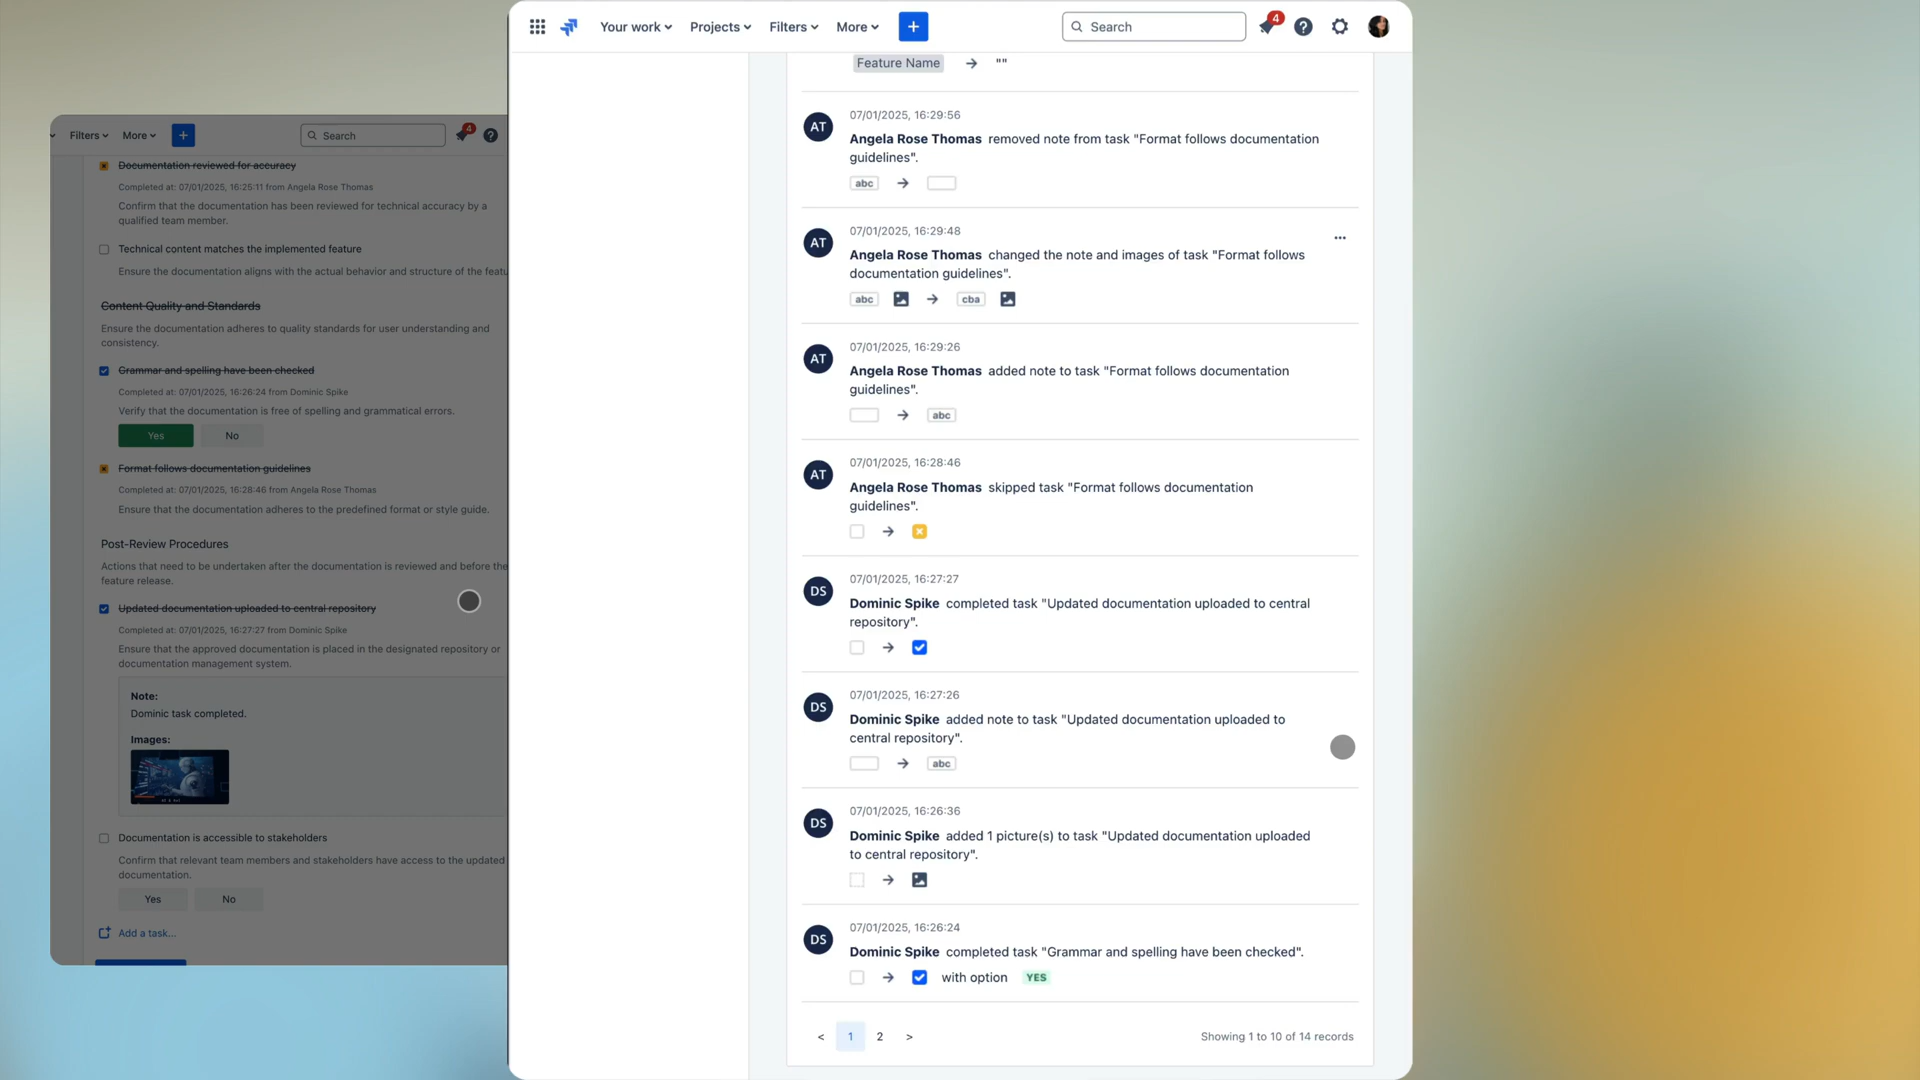 Your work
Projects
Filters
More
+
Search
4
?
Feature Name → ""
AT
07/01/2025, 16:29:56
Angela Rose Thomas removed note from task "Format follows documentation
guidelines".
abc →
AT
07/01/2025, 16:29:48
Angela Rose Thomas changed the note and images of task "Format follows
documentation guidelines".
abc → cba
AT
07/01/2025, 16:29:26
Angela Rose Thomas added note to task "Format follows documentation
guidelines".
→ abc
AT
07/01/2025, 16:28:46
Angela Rose Thomas skipped task "Format follows documentation
guidelines".
→
DS
07/01/2025, 16:27:27
Dominic Spike completed task "Updated documentation uploaded to central
repository".
→
DS
07/01/2025, 16:27:26
Dominic Spike added note to task "Updated documentation uploaded to
central repository".
→ abc
DS
07/01/2025, 16:26:36
Dominic Spike added 1 picture(s) to task "Updated documentation uploaded
to central repository".
→
DS
07/01/2025, 16:26:24
Dominic Spike completed task "Grammar and spelling have been checked".
→ with option YES
< 1 2 >
Showing 1 to 10 of 14 records
Filters
More
+
Search
4
?
Documentation reviewed for accuracy
Completed at: 07/01/2025, 16:25:11 from Angela Rose Thomas
Confirm that the documentation has been reviewed for technical accuracy by a
qualified team member.
Technical content matches the implemented feature
Ensure the documentation aligns with the actual behavior and structure of the featu
Content Quality and Standards
Ensure the documentation adheres to quality standards for user understanding and
consistency.
Grammar and spelling have been checked
Completed at: 07/01/2025, 16:26:24 from Dominic Spike
Verify that the documentation is free of spelling and grammatical errors.
Yes
No
Format follows documentation guidelines
Completed at: 07/01/2025, 16:28:46 from Angela Rose Thomas
Ensure that the documentation adheres to the predefined format or style guide.
Post-Review Procedures
Actions that need to be undertaken after the documentation is reviewed and before the
feature release.
Updated documentation uploaded to central repository
Completed at: 07/01/2025, 16:27:27 from Dominic Spike
Ensure that the approved documentation is placed in the designated repository or
documentation management system.
Note:
Dominic task completed.
Images:
Documentation is accessible to stakeholders
Confirm that relevant team members and stakeholders have access to the updated
documentation.
Yes
No
Add a task...